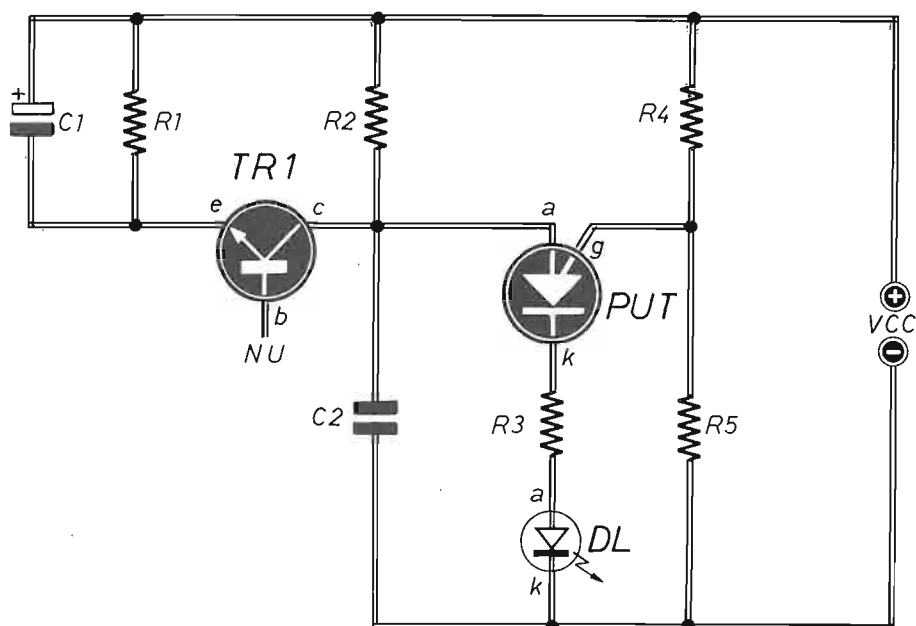 +
C1
R1
R2
R4
TR1
e
c
a
g
b
NU
PUT
k
+
VCC
−
C2
R3
R5
a
DL
k